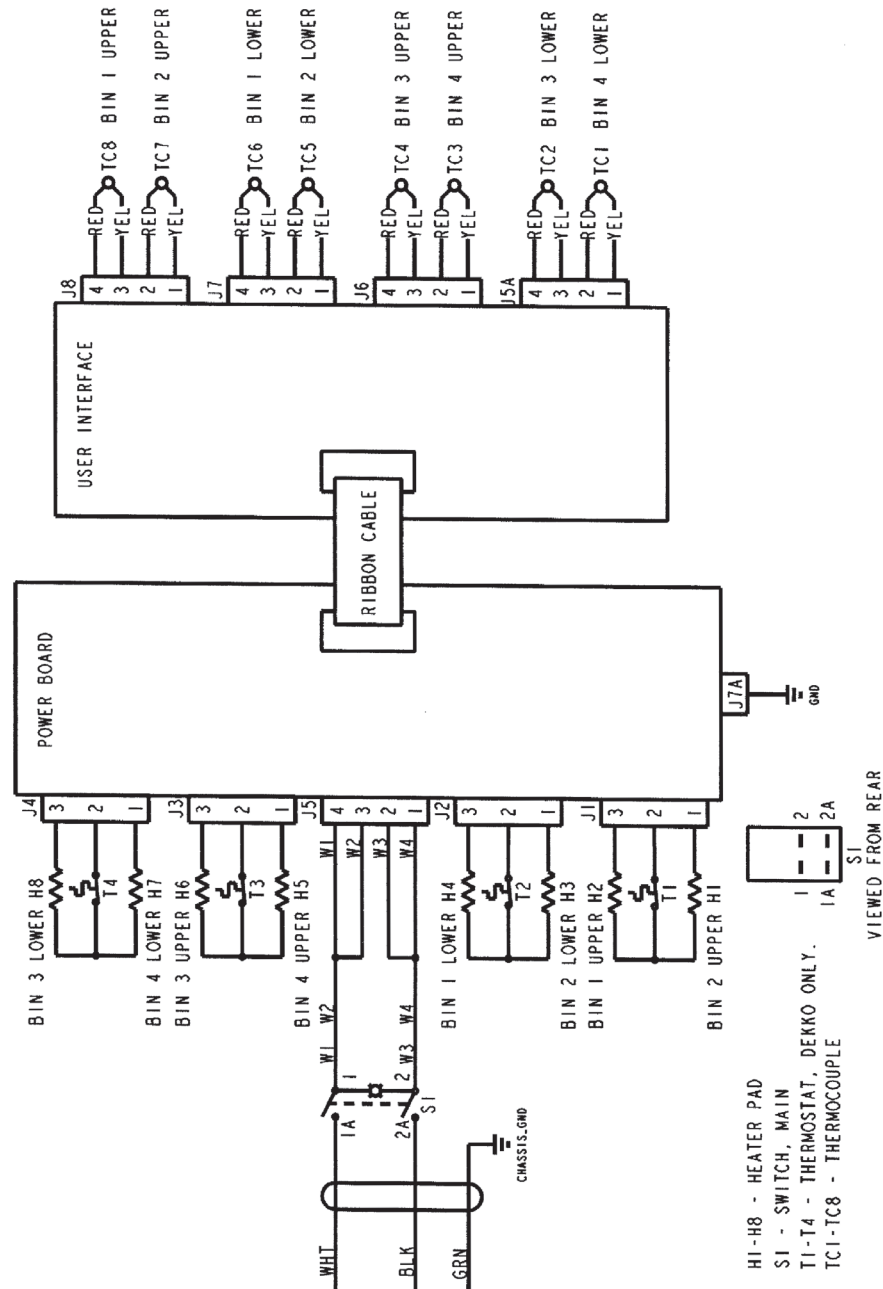 BIN 1 UPPER
TC8
BIN 2 UPPER
TC7
BIN 1 LOWER
TC6
BIN 2 LOWER
TC5
BIN 3 UPPER
TC4
BIN 4 UPPER
TC3
BIN 3 LOWER
TC2
BIN 4 LOWER
TC1
RED
YEL
RED
YEL
RED
YEL
RED
YEL
RED
YEL
RED
YEL
RED
YEL
RED
YEL
J8
4
3
2
1
J7
4
3
2
1
J6
4
3
2
1
J5A
4
3
2
1
USER INTERFACE
RIBBON CABLE
POWER BOARD
J7A
GND
J4
3
2
1
J3
3
2
1
J5
4
3
2
1
J2
3
2
1
J1
3
2
1
W1
W2
W3
W4
T4
T3
T2
T1
BIN 3 LOWER H8
BIN 4 LOWER H7
BIN 3 UPPER H6
BIN 4 UPPER H5
BIN 1 LOWER H4
BIN 2 LOWER H3
BIN 1 UPPER H2
BIN 2 UPPER H1
W1 W2
W3 W4
1
2
1A
2A
S1
CHASSIS_GND
WHT
BLK
GRN
H1-H8 - HEATER PAD
S1 - SWITCH, MAIN
T1-T4 - THERMOSTAT, DEKKO ONLY.
TC1-TC8 - THERMOCOUPLE
1 2
1A 2A
S1
VIEWED FROM REAR